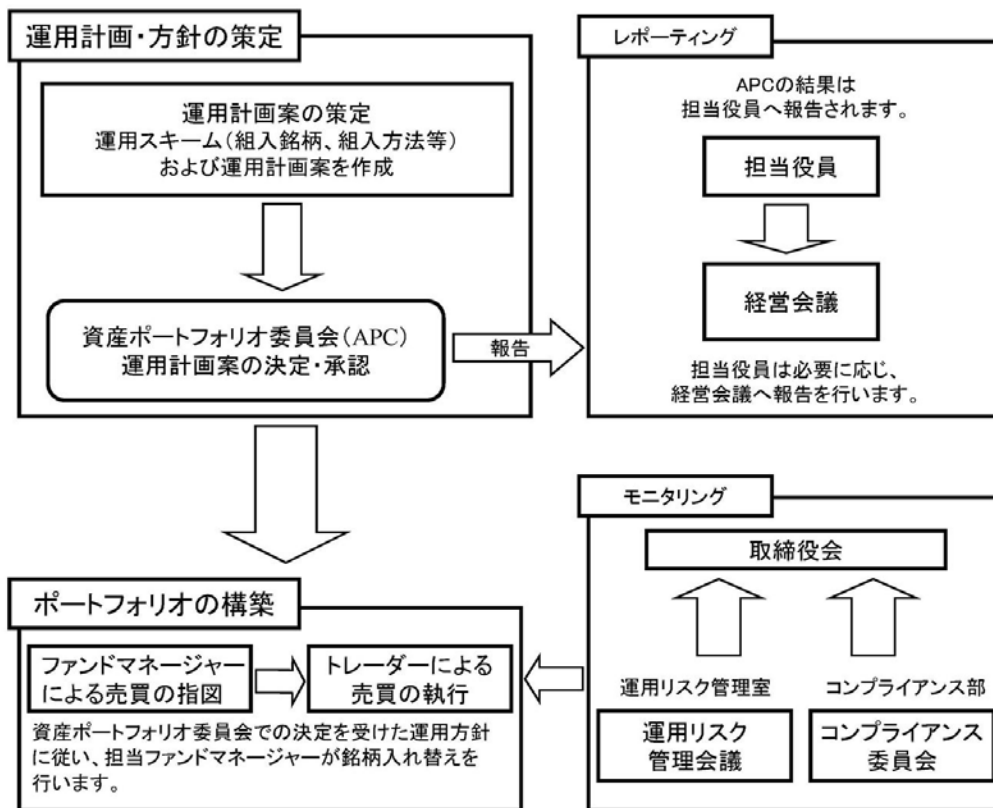 運用計画・方針の策定
運用計画案の策定
運用スキーム(組入銘柄、組入方法等)
および運用計画案を作成
資産ポートフォリオ委員会(APC)
運用計画案の決定・承認
報告
レポーティング
APCの結果は
担当役員へ報告されます。
担当役員
経営会議
担当役員は必要に応じ、
経営会議へ報告を行います。
ポートフォリオの構築
ファンドマネージャー
による売買の指図
トレーダーによる
売買の執行
資産ポートフォリオ委員会での決定を受けた運用方針
に従い、担当ファンドマネージャーが銘柄入れ替えを
行います。
モニタリング
取締役会
運用リスク管理室
運用リスク
管理会議
コンプライアンス部
コンプライアンス
委員会